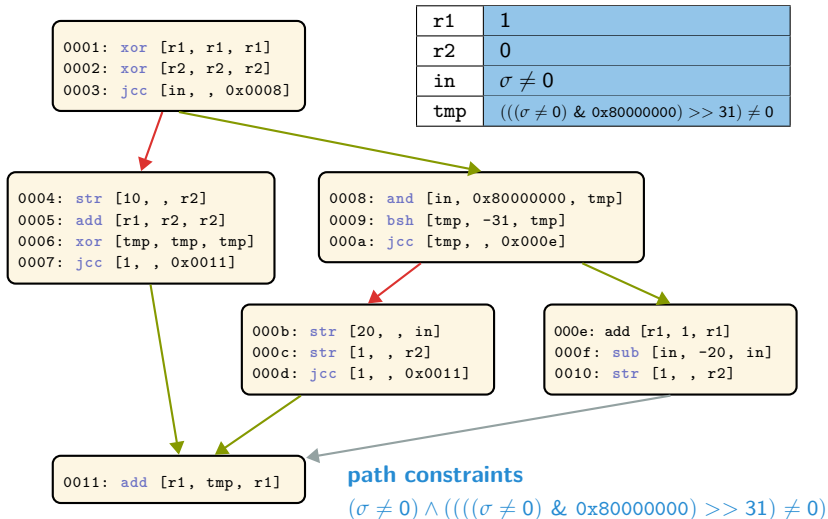 0001: xor [r1, r1, r1]
0002: xor [r2, r2, r2]
0003: jcc [in, , 0x0008]
r1 1
r2 0
in σ ≠ 0
tmp (((σ ≠ 0) & 0x80000000) >> 31) ≠ 0
0004: str [10, , r2]
0005: add [r1, r2, r2]
0006: xor [tmp, tmp, tmp]
0007: jcc [1, , 0x0011]
0008: and [in, 0x80000000, tmp]
0009: bsh [tmp, -31, tmp]
000a: jcc [tmp, , 0x000e]
000b: str [20, , in]
000c: str [1, , r2]
000d: jcc [1, , 0x0011]
000e: add [r1, 1, r1]
000f: sub [in, -20, in]
0010: str [1, , r2]
0011: add [r1, tmp, r1]
path constraints
(σ ≠ 0) ∧ ((((σ ≠ 0) & 0x80000000) >> 31) ≠ 0)